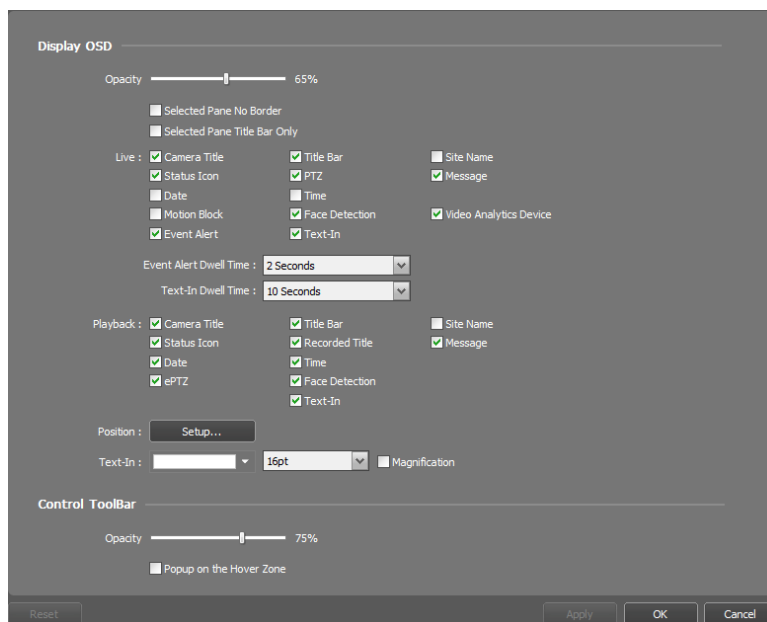 Display OSD
Opacity 65%
Selected Pane No Border
Selected Pane Title Bar Only
Live : Camera Title Title Bar Site Name
Status Icon PTZ Message
Date Time
Motion Block Face Detection Video Analytics Device
Event Alert Text-In
Event Alert Dwell Time : 2 Seconds
Text-In Dwell Time : 10 Seconds
Playback : Camera Title Title Bar Site Name
Status Icon Recorded Title Message
Date Time
ePTZ Face Detection
Text-In
Position : Setup...
Text-In : 16pt Magnification
Control ToolBar
Opacity 75%
Popup on the Hover Zone
Reset Apply OK Cancel